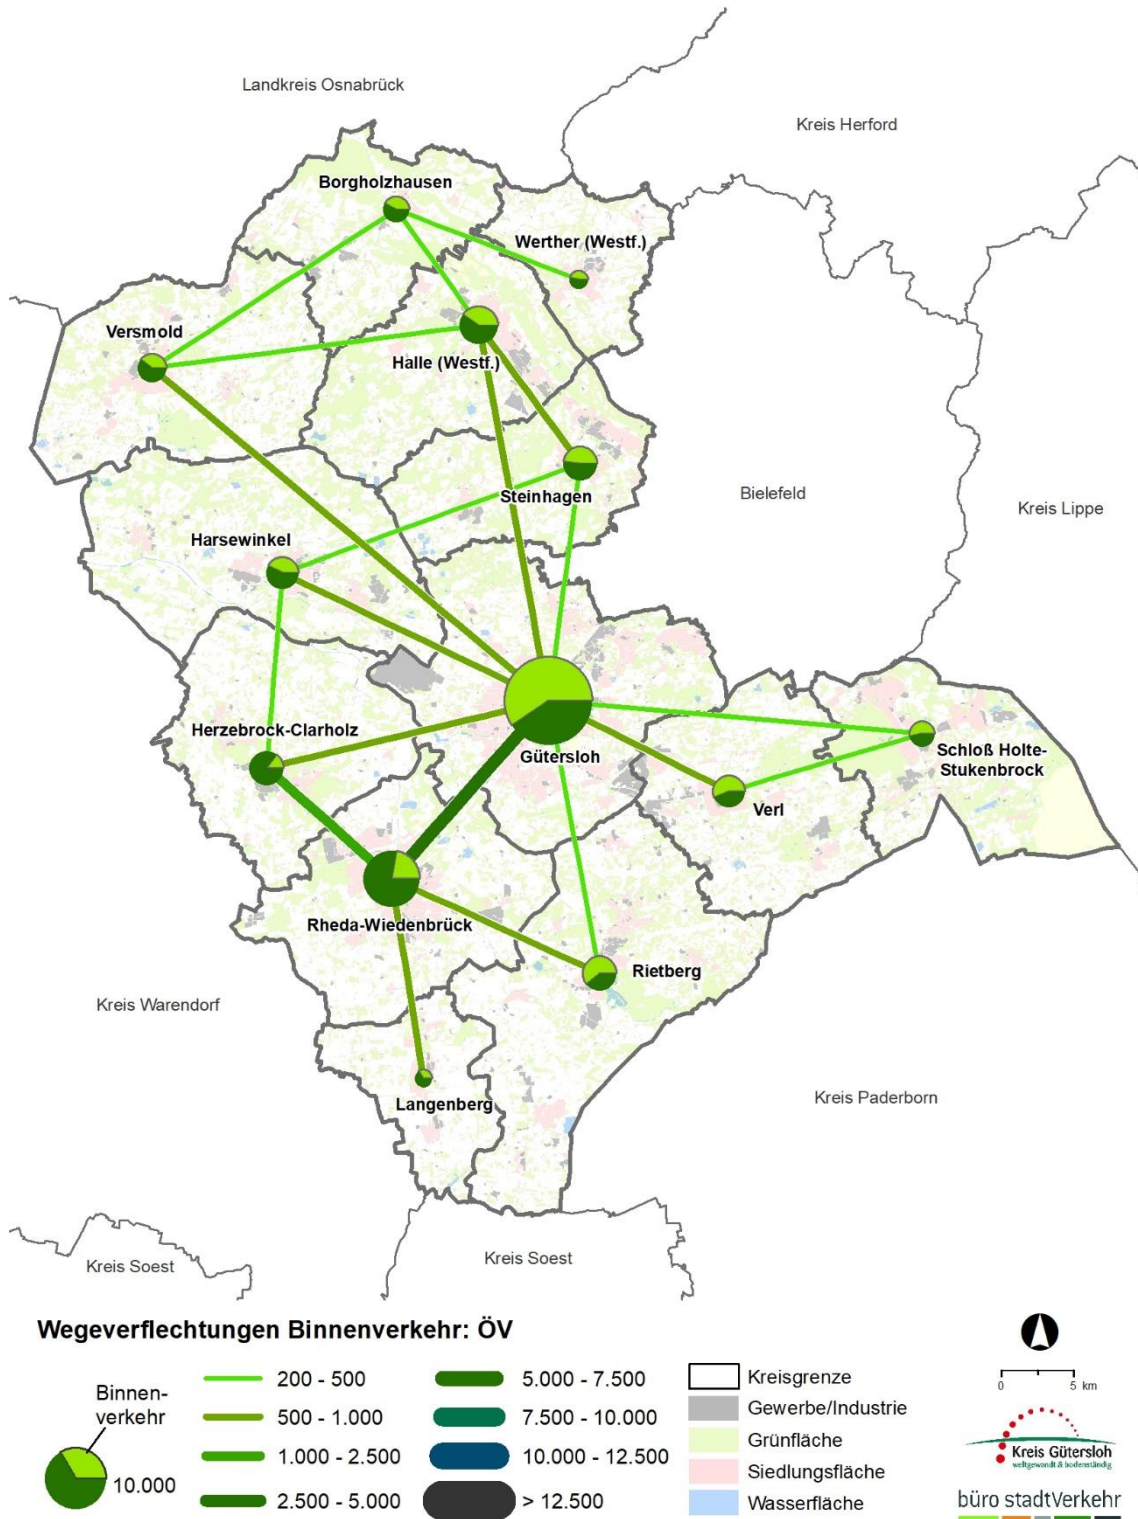 Landkreis Osnabrück
Kreis Herford
Borgholzhausen
Werther (Westf.)
Versmold
Halle (Westf.)
Steinhagen
Bielefeld
Kreis Lippe
Harsewinkel
Herzebrock-Clarholz
Gütersloh
Schloß Holte-
Stukenbrock
Verl
Rheda-Wiedenbrück
Rietberg
Kreis Warendorf
Langenberg
Kreis Paderborn
Kreis Soest
Kreis Soest
Wegeverflechtungen Binnenverkehr: ÖV
Binnen-
verkehr
10.000
200 - 500
500 - 1.000
1.000 - 2.500
2.500 - 5.000
5.000 - 7.500
7.500 - 10.000
10.000 - 12.500
> 12.500
Kreisgrenze
Gewerbe/Industrie
Grünfläche
Siedlungsfläche
Wasserfläche
0 5 km
Kreis Gütersloh
weltgewandt & bodenständig
büro stadtVerkehr